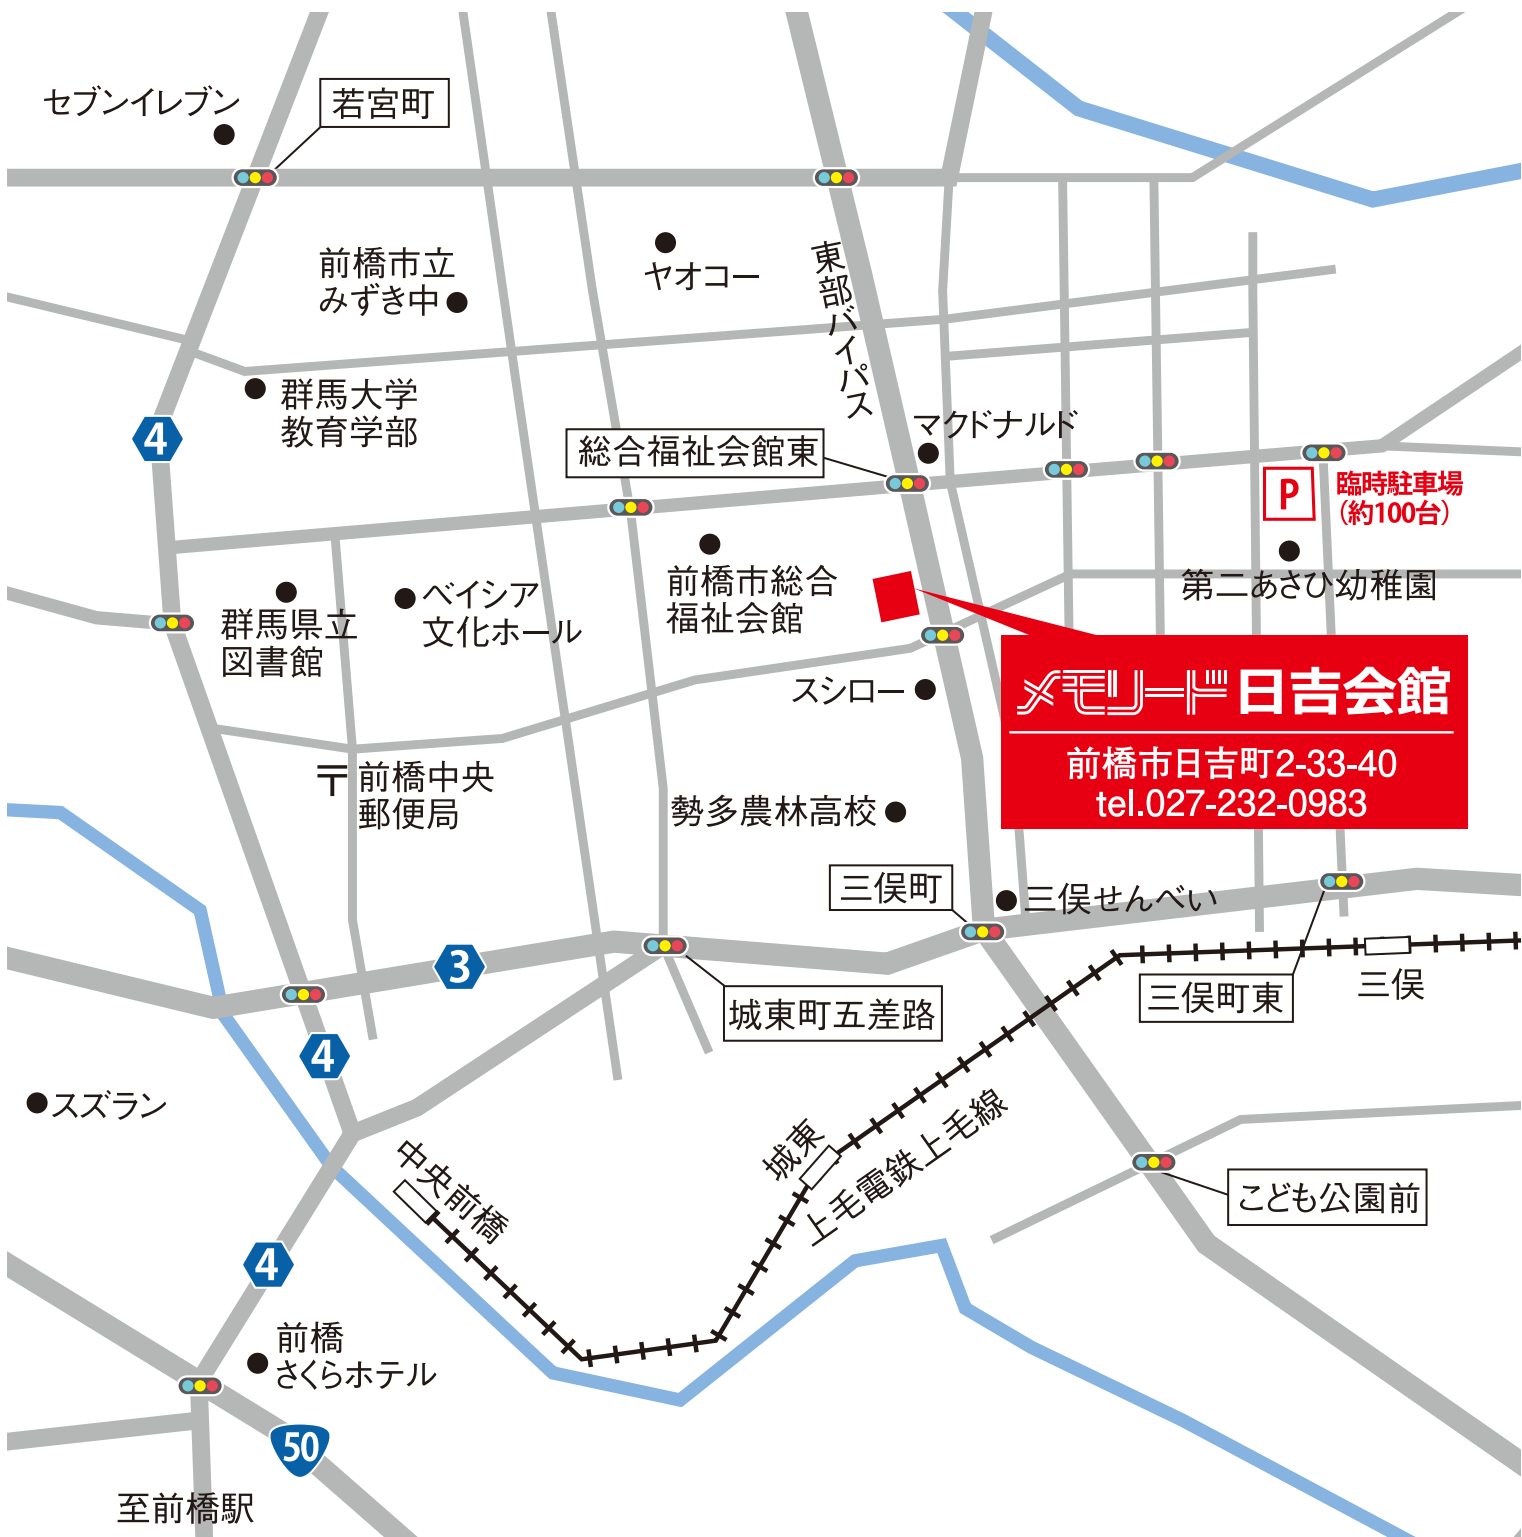 セブンイレブン
若宮町
前橋市立
みずき中
ヤオコー
東部バイパス
群馬大学
教育学部
4
マクドナルド
総合福祉会館東
P
臨時駐車場
(約100台)
前橋市総合
福祉会館
第二あさひ幼稚園
群馬県立
図書館
ベイシア
文化ホール
スシロー
メモリード日吉会館
前橋市日吉町2-33-40
tel.027-232-0983
〒前橋中央
郵便局
勢多農林高校
三俣町
三俣せんべい
3
三俣町東
三俣
城東町五差路
4
スズラン
中央前橋
城東
上毛電鉄上毛線
こども公園前
4
前橋
さくらホテル
50
至前橋駅